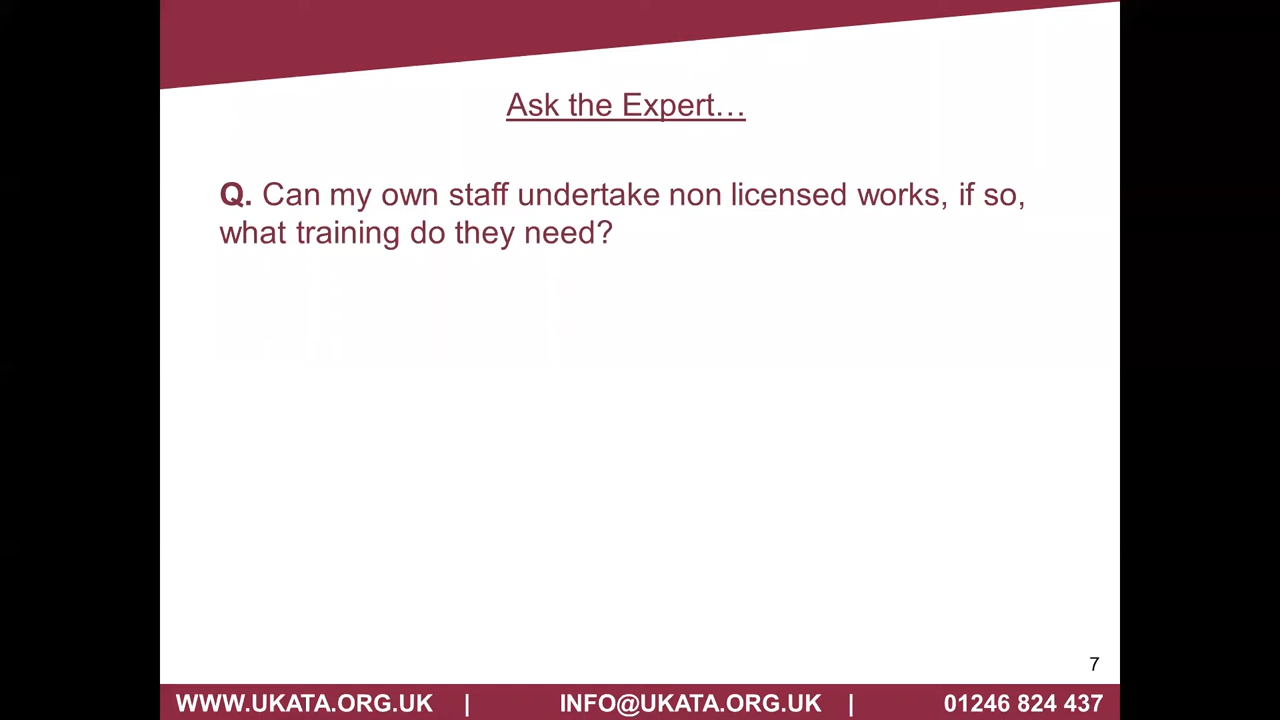 Ask the Expert…
Q. Can my own staff undertake non licensed works, if so,
what training do they need?
7
WWW.UKATA.ORG.UK | INFO@UKATA.ORG.UK | 01246 824 437